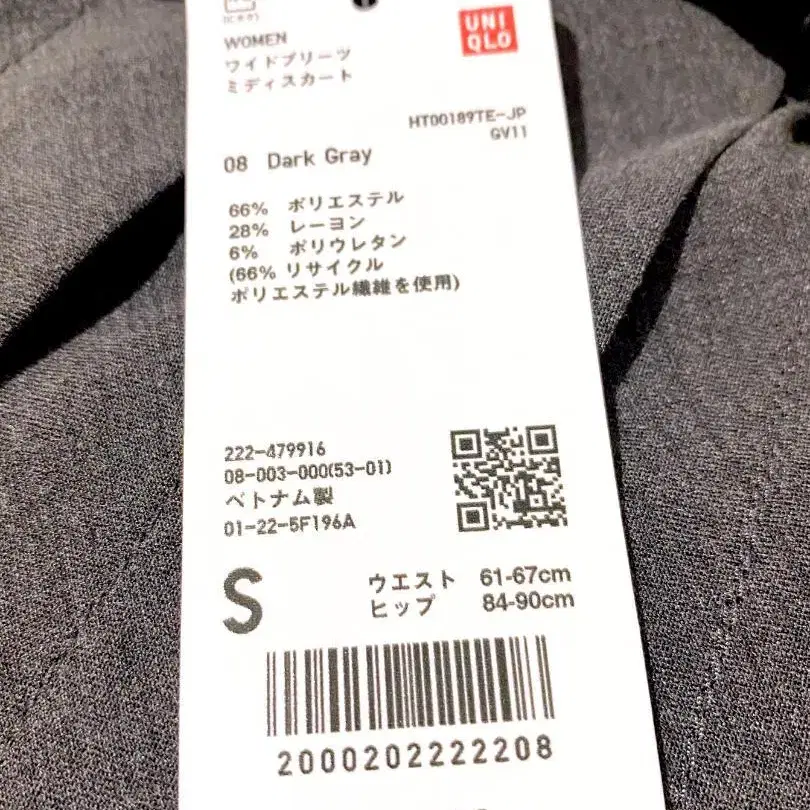 UNI
QLO
WOMEN
ワイドプリーツ
ミディスカート
HT00189TE-JP
GV11
08 Dark Gray
66% ポリエステル
28% レーヨン
6% ポリウレタン
(66% リサイクル
ポリエステル繊維を使用)
222-479916
08-003-000(53-01)
ベトナム製
01-22-5F196A
S
ウエスト 61-67cm
ヒップ 84-90cm
2000202222208